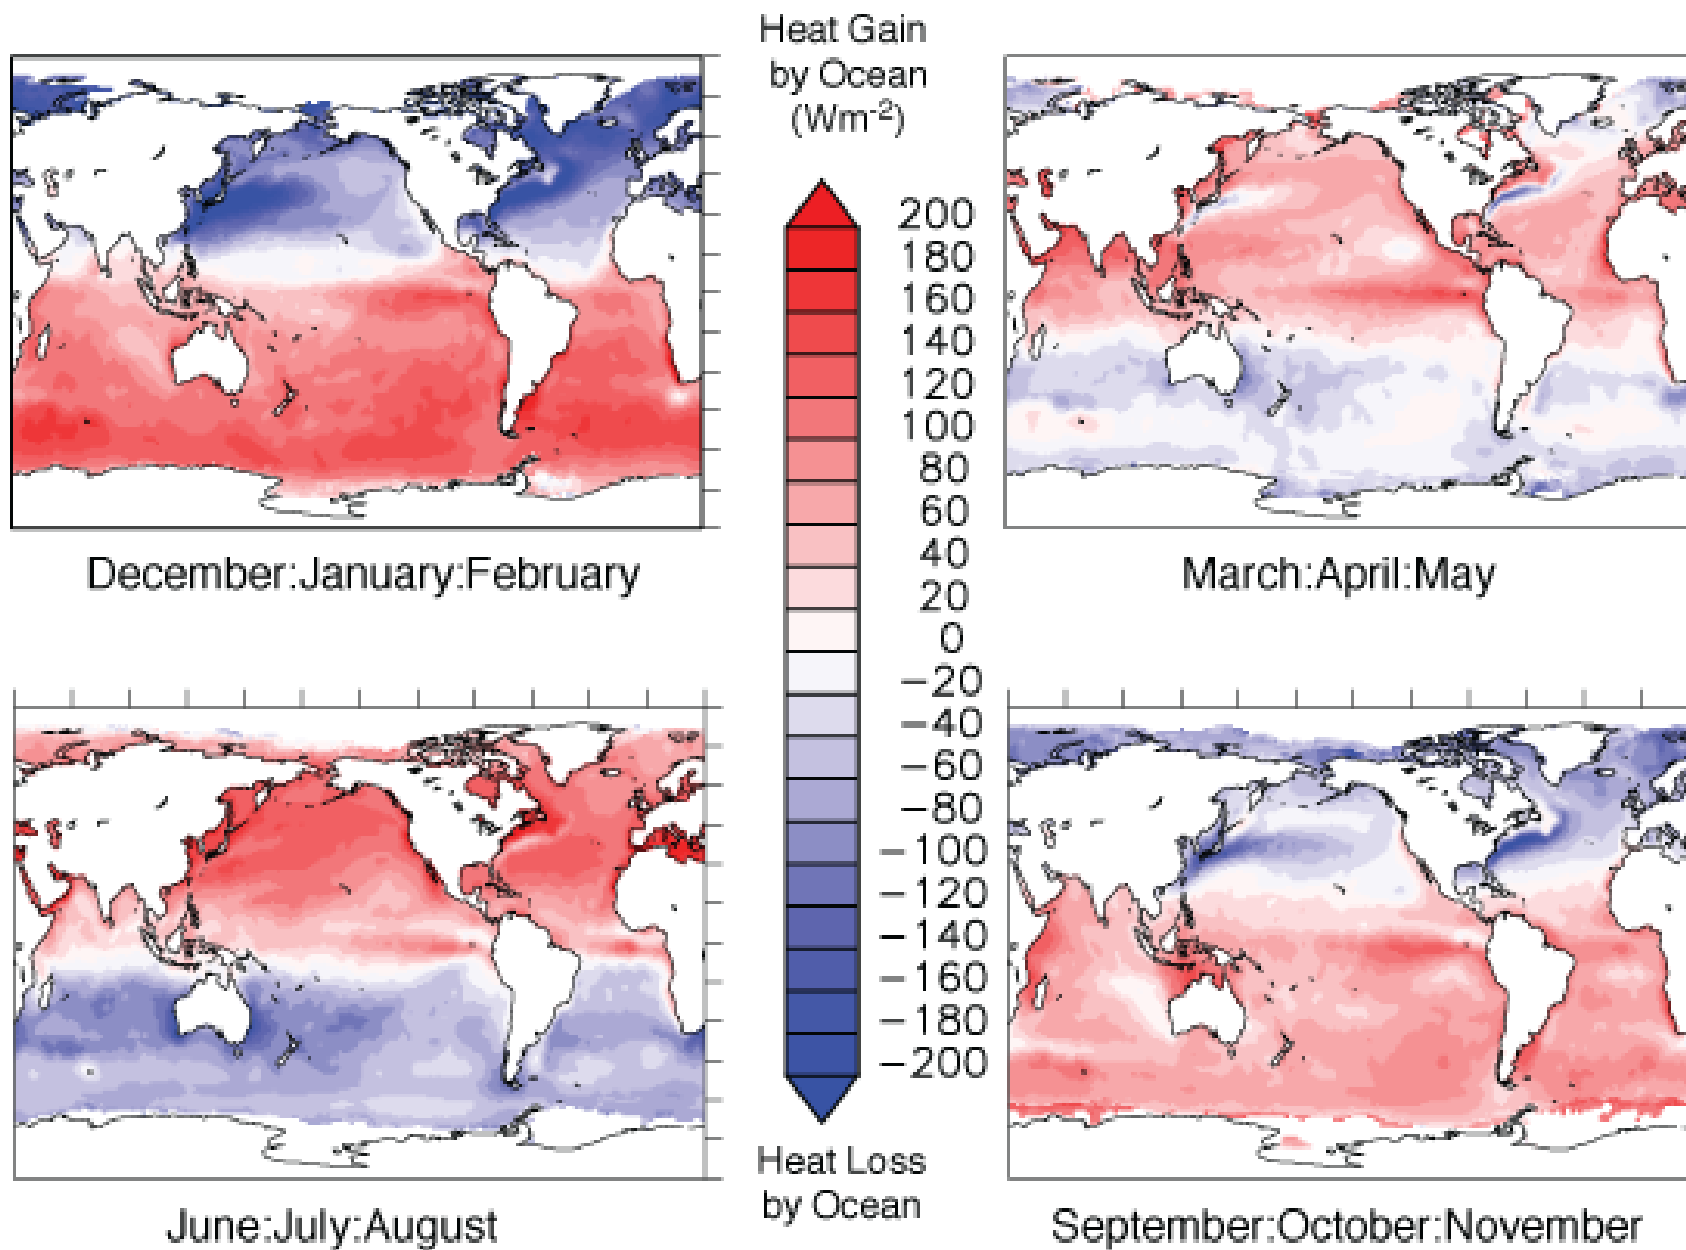 Heat Gain
by Ocean
(Wm-2)
200
180
160
140
120
100
80
60
40
20
0
−20
−40
−60
−80
−100
−120
−140
−160
−180
−200
Heat Loss
by Ocean
December:January:February
March:April:May
June:July:August
September:October:November